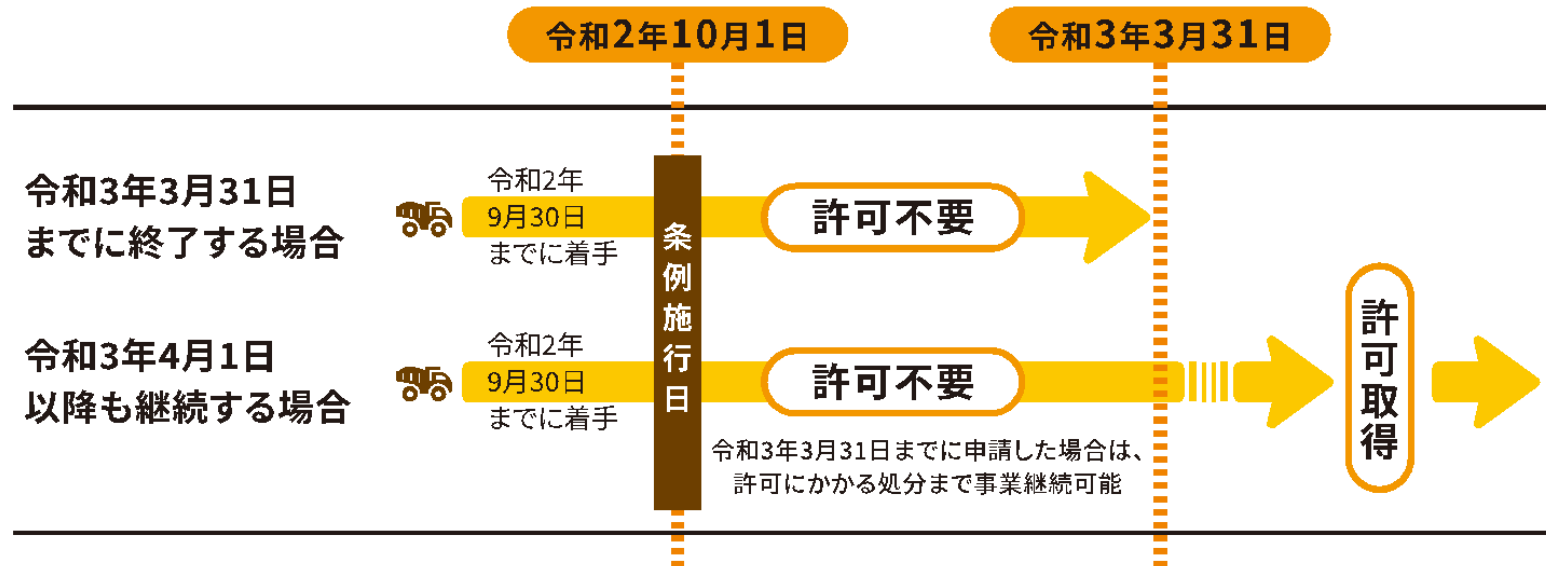 令和2年10月1日
令和3年3月31日
令和3年3月31日
までに終了する場合
令和2年
9月30日
までに着手
条例施行日
許可不要
令和3年4月1日
以降も継続する場合
令和2年
9月30日
までに着手
許可不要
令和3年3月31日までに申請した場合は、
許可にかかる処分まで事業継続可能
許可取得